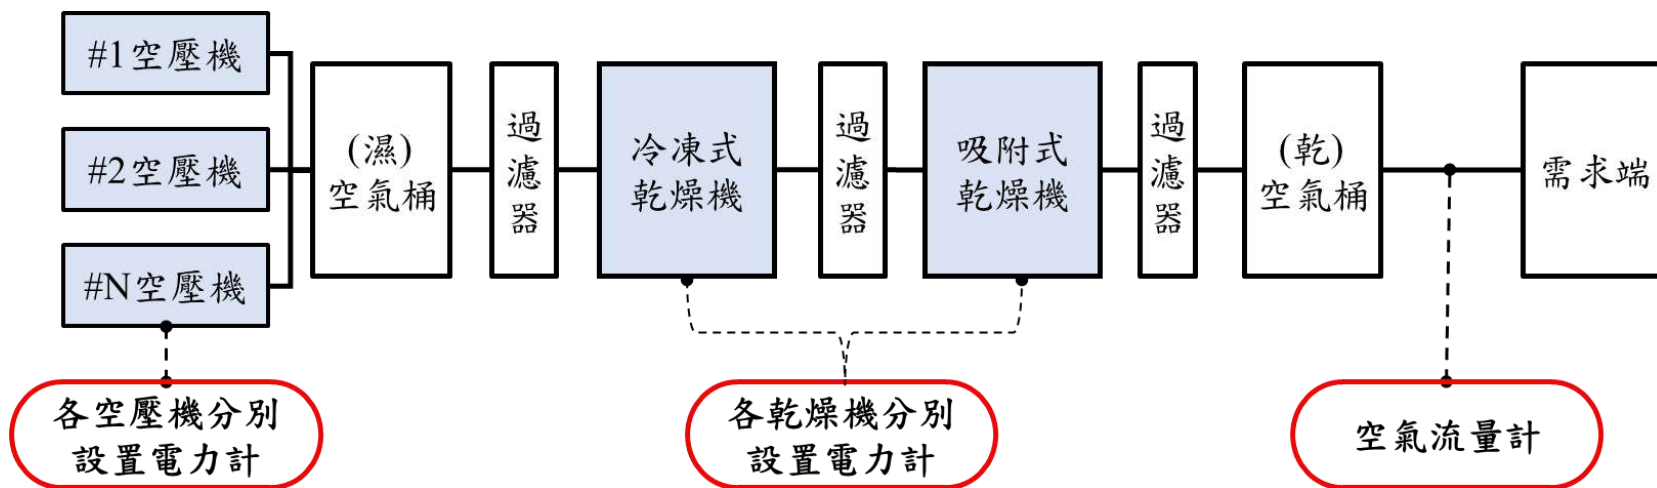 #1空壓機
#2空壓機
#N空壓機
(濕)
空氣桶
過
濾
器
冷凍式
乾燥機
過
濾
器
吸附式
乾燥機
過
濾
器
(乾)
空氣桶
需求端
各空壓機分別
設置電力計
各乾燥機分別
設置電力計
空氣流量計